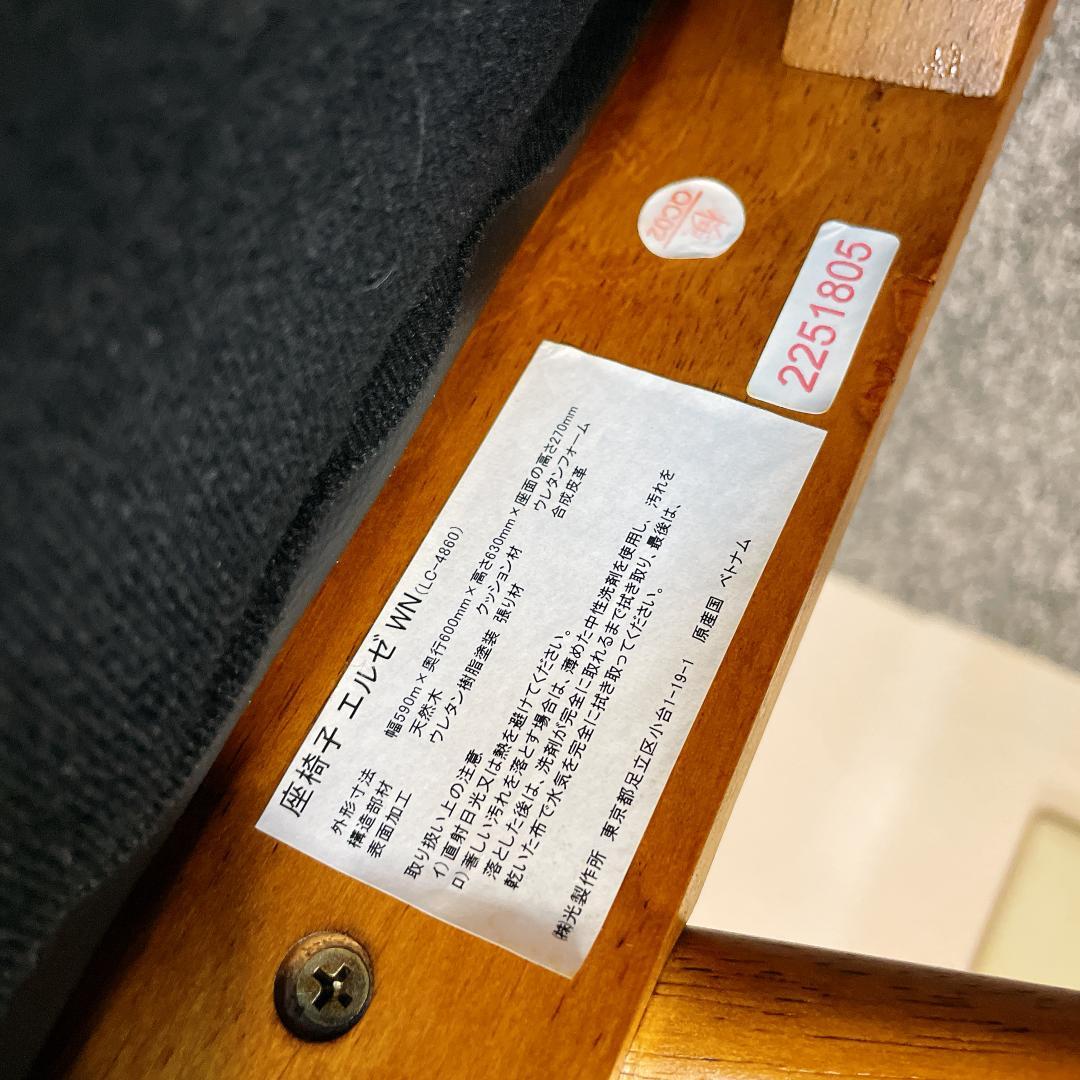 座椅子 エルゼ WN(LC-4860)
外形寸法 幅590m×奥行600mm×高さ630mm×座面の高さ270mm
構造部材 天然木 クッション材 ウレタンフォーム
表面加工 ウレタン樹脂塗装 張り材 合成皮革
取り扱い上の注意
イ)直射日光又は熱を避けてください。
ロ)著しい汚れを落とす場合は、薄めた中性洗剤を使用し、汚れを
落とした後は、洗剤が完全に取れるまで拭き取り、最後は、
乾いた布で水気を完全に拭き取ってください。
㈱光製作所 東京都足立区小台1-19-1 原産国 ベトナム
2251805
QC02